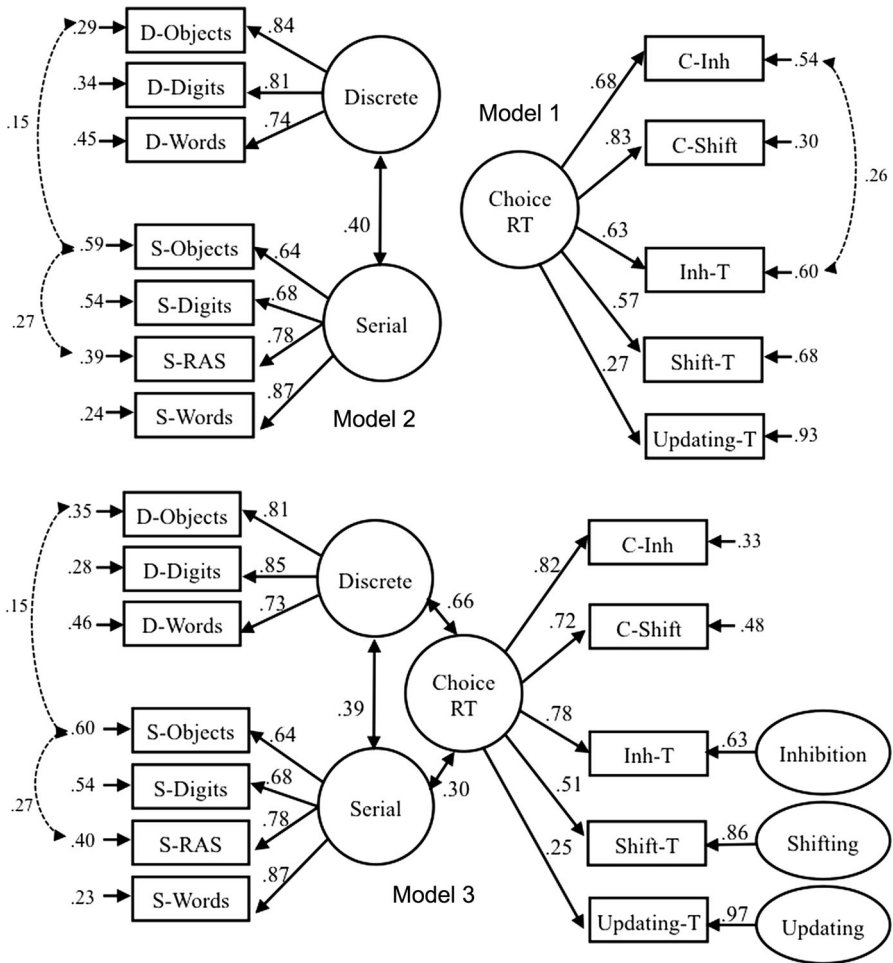 .29
D-Objects
.84
.34
D-Digits
.81
Discrete
.45
D-Words
.74
.15
.40
.59
S-Objects
.64
.54
S-Digits
.68
Serial
.27
.39
S-RAS
.78
.24
S-Words
.87
Model 2
Model 1
C-Inh
.54
.68
C-Shift
.30
.83
.26
Choice
RT
.63
Inh-T
.60
.57
Shift-T
.68
.27
Updating-T
.93
.35
D-Objects
.81
.28
D-Digits
.85
Discrete
.46
D-Words
.73
.15
.66
.39
.60
S-Objects
.64
.54
S-Digits
.68
Serial
.30
.27
.40
S-RAS
.78
.23
S-Words
.87
Model 3
C-Inh
.33
.82
C-Shift
.48
.72
Choice
RT
.78
Inh-T
.63
Inhibition
.51
Shift-T
.86
Shifting
.25
Updating-T
.97
Updating